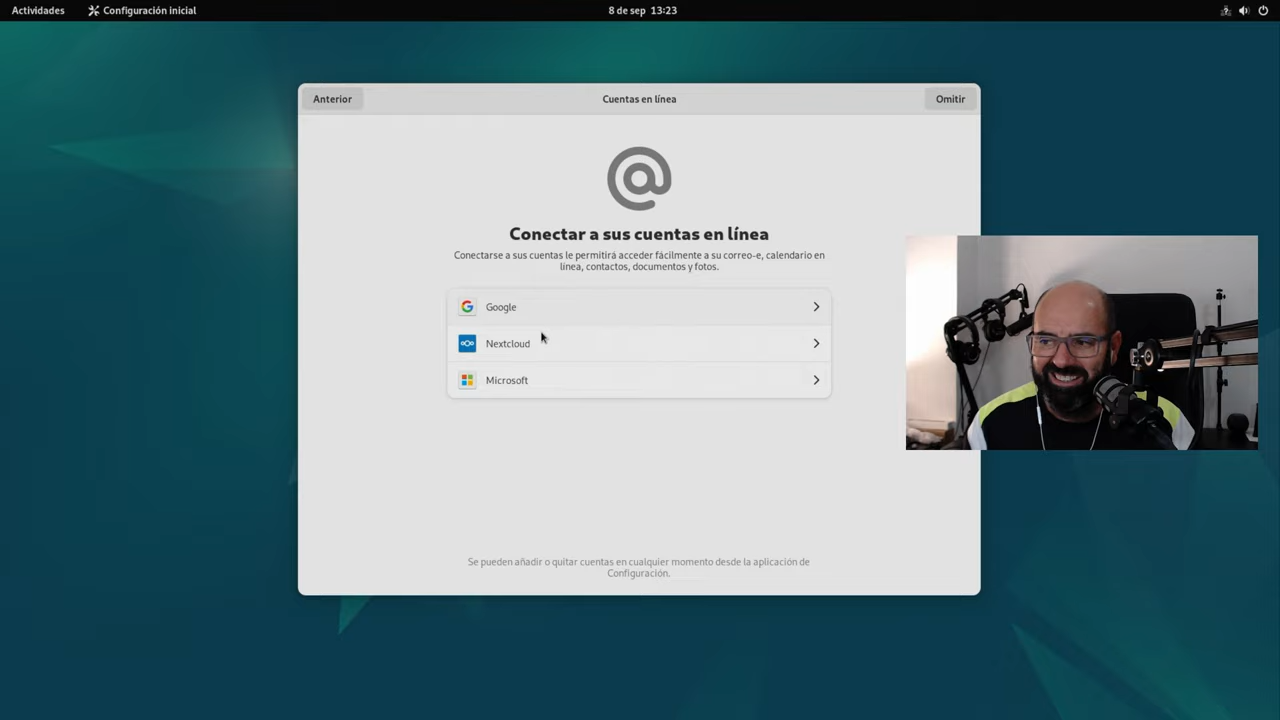 Actividades
Configuración inicial
8 de sep 13:23
Anterior
Cuentas en línea
Omitir
Conectar a sus cuentas en línea
Conectarse a sus cuentas le permitirá acceder fácilmente a su correo-e, calendario en
línea, contactos, documentos y fotos.
Google
Nextcloud
Microsoft
Se pueden añadir o quitar cuentas en cualquier momento desde la aplicación de
Configuración.